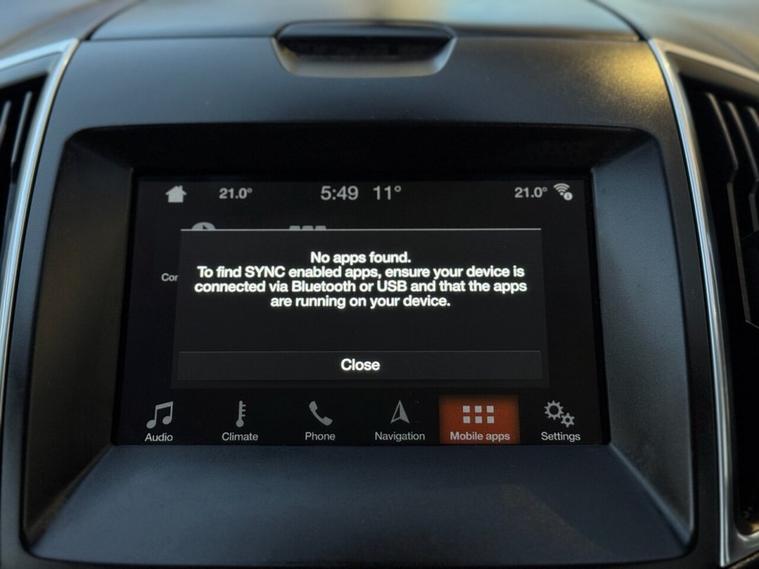 21.0° 5:49 11° 21.0°
Cor
No apps found.
To find SYNC enabled apps, ensure your device is
connected via Bluetooth or USB and that the apps
are running on your device.
Close
Audio Climate Phone Navigation Mobile apps Settings